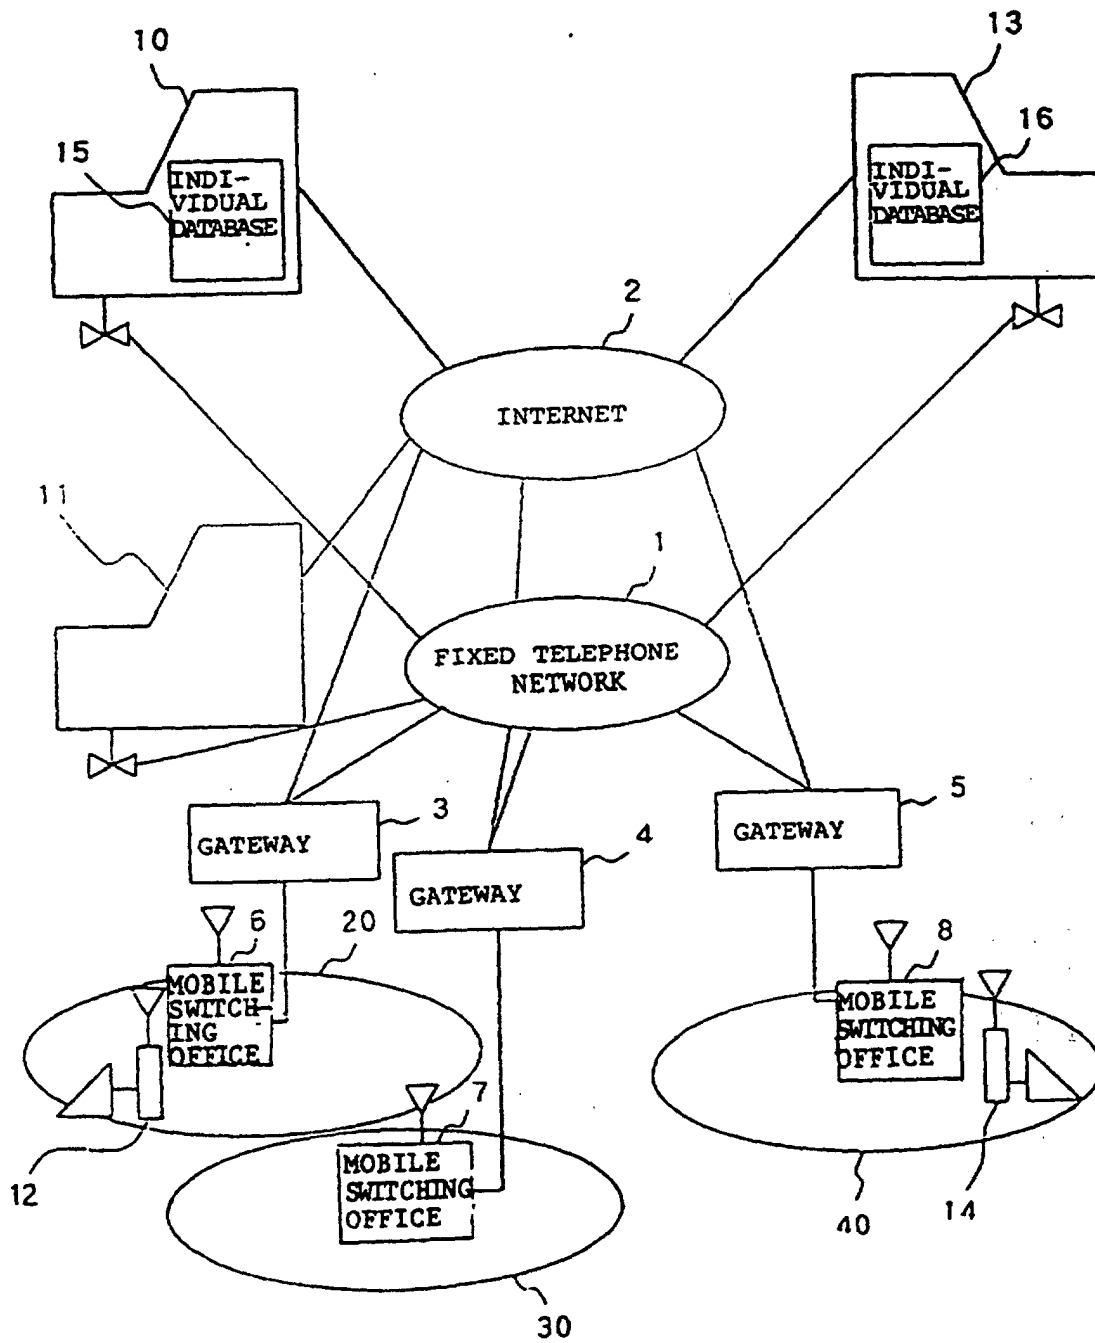 10
13
15
16
INDI-
VIDUAL
DATABASE
INDI-
VIDUAL
DATABASE
2
INTERNET
11
1
FIXED TELEPHONE
NETWORK
3
GATEWAY
4
GATEWAY
5
GATEWAY
6
20
MOBILE
SWITCH-
ING
OFFICE
8
MOBILE
SWITCHING
OFFICE
7
MOBILE
SWITCHING
OFFICE
12
14
40
30